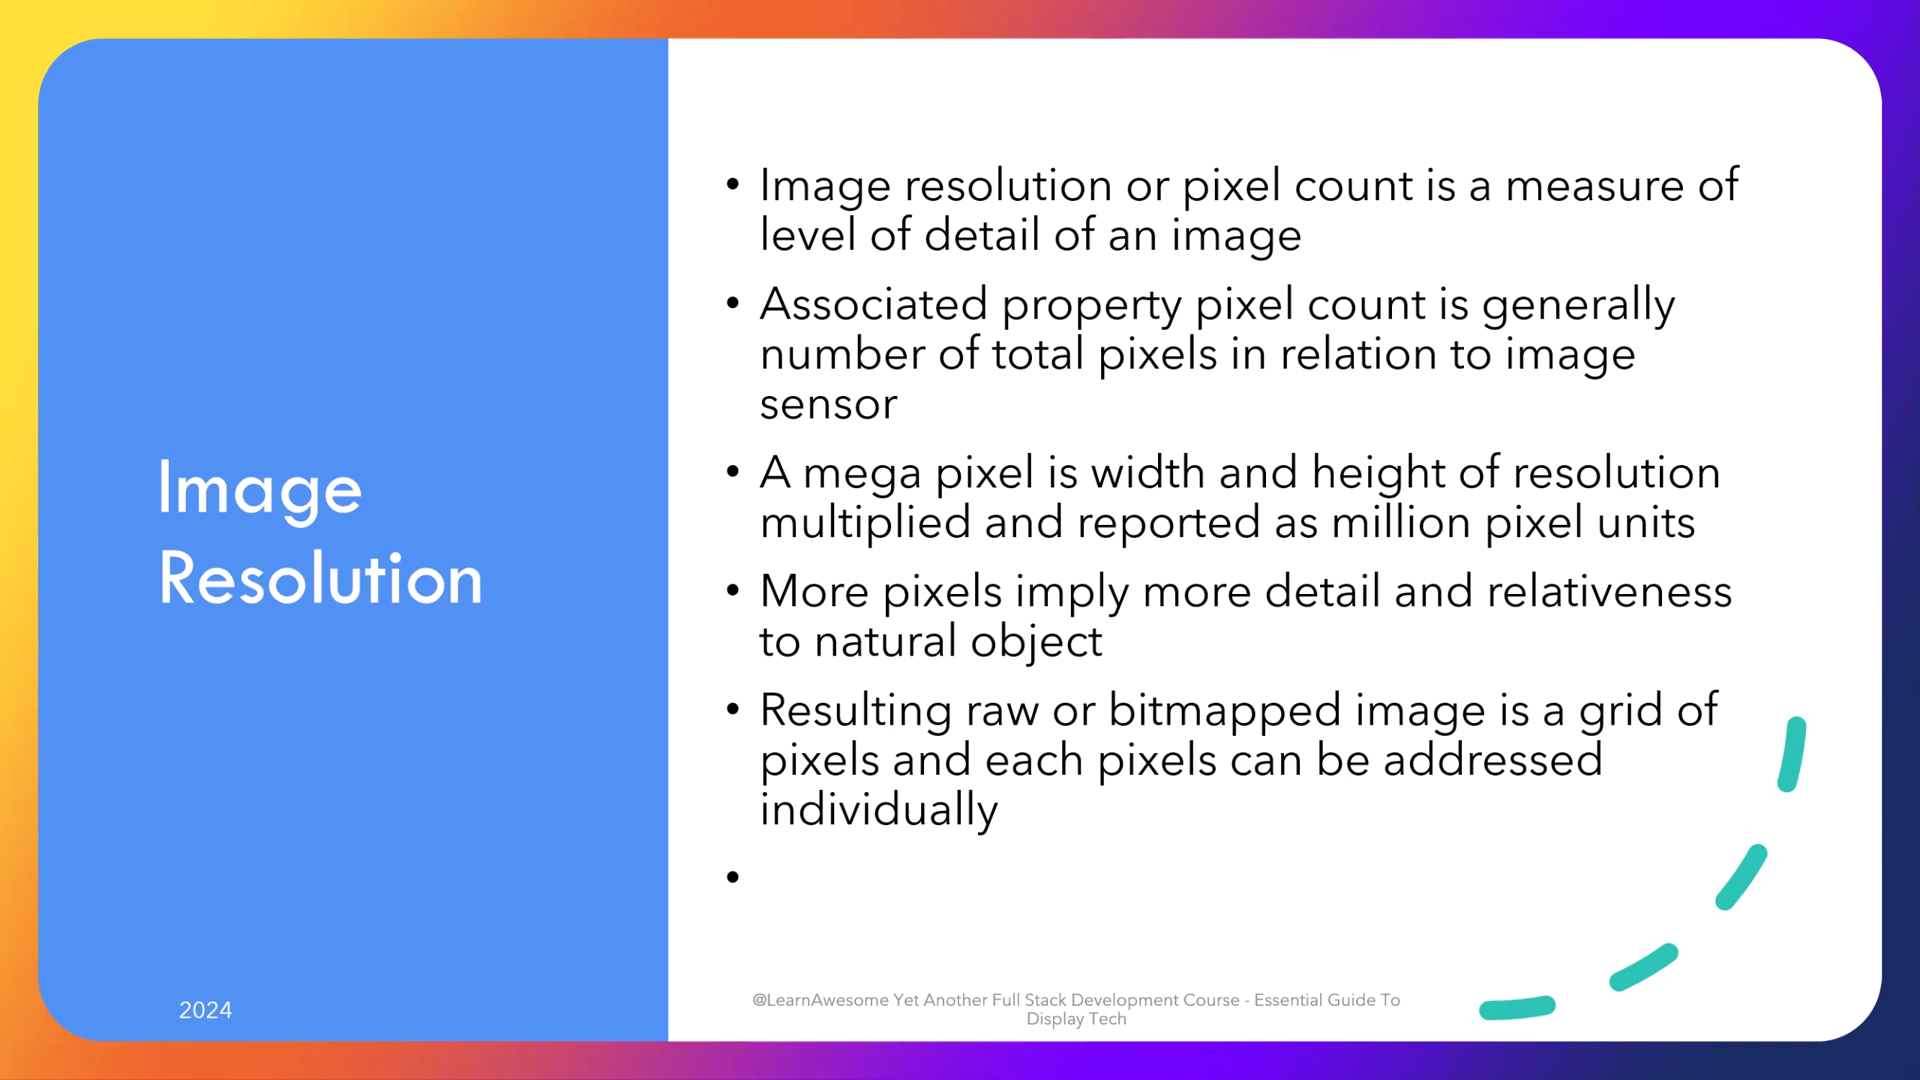 Image
Resolution
• Image resolution or pixel count is a measure of
level of detail of an image
• Associated property pixel count is generally
number of total pixels in relation to image
sensor
• A mega pixel is width and height of resolution
multiplied and reported as million pixel units
• More pixels imply more detail and relativeness
to natural object
• Resulting raw or bitmapped image is a grid of
pixels and each pixels can be addressed
individually
•
2024
@LearnAwesome Yet Another Full Stack Development Course - Essential Guide To
Display Tech